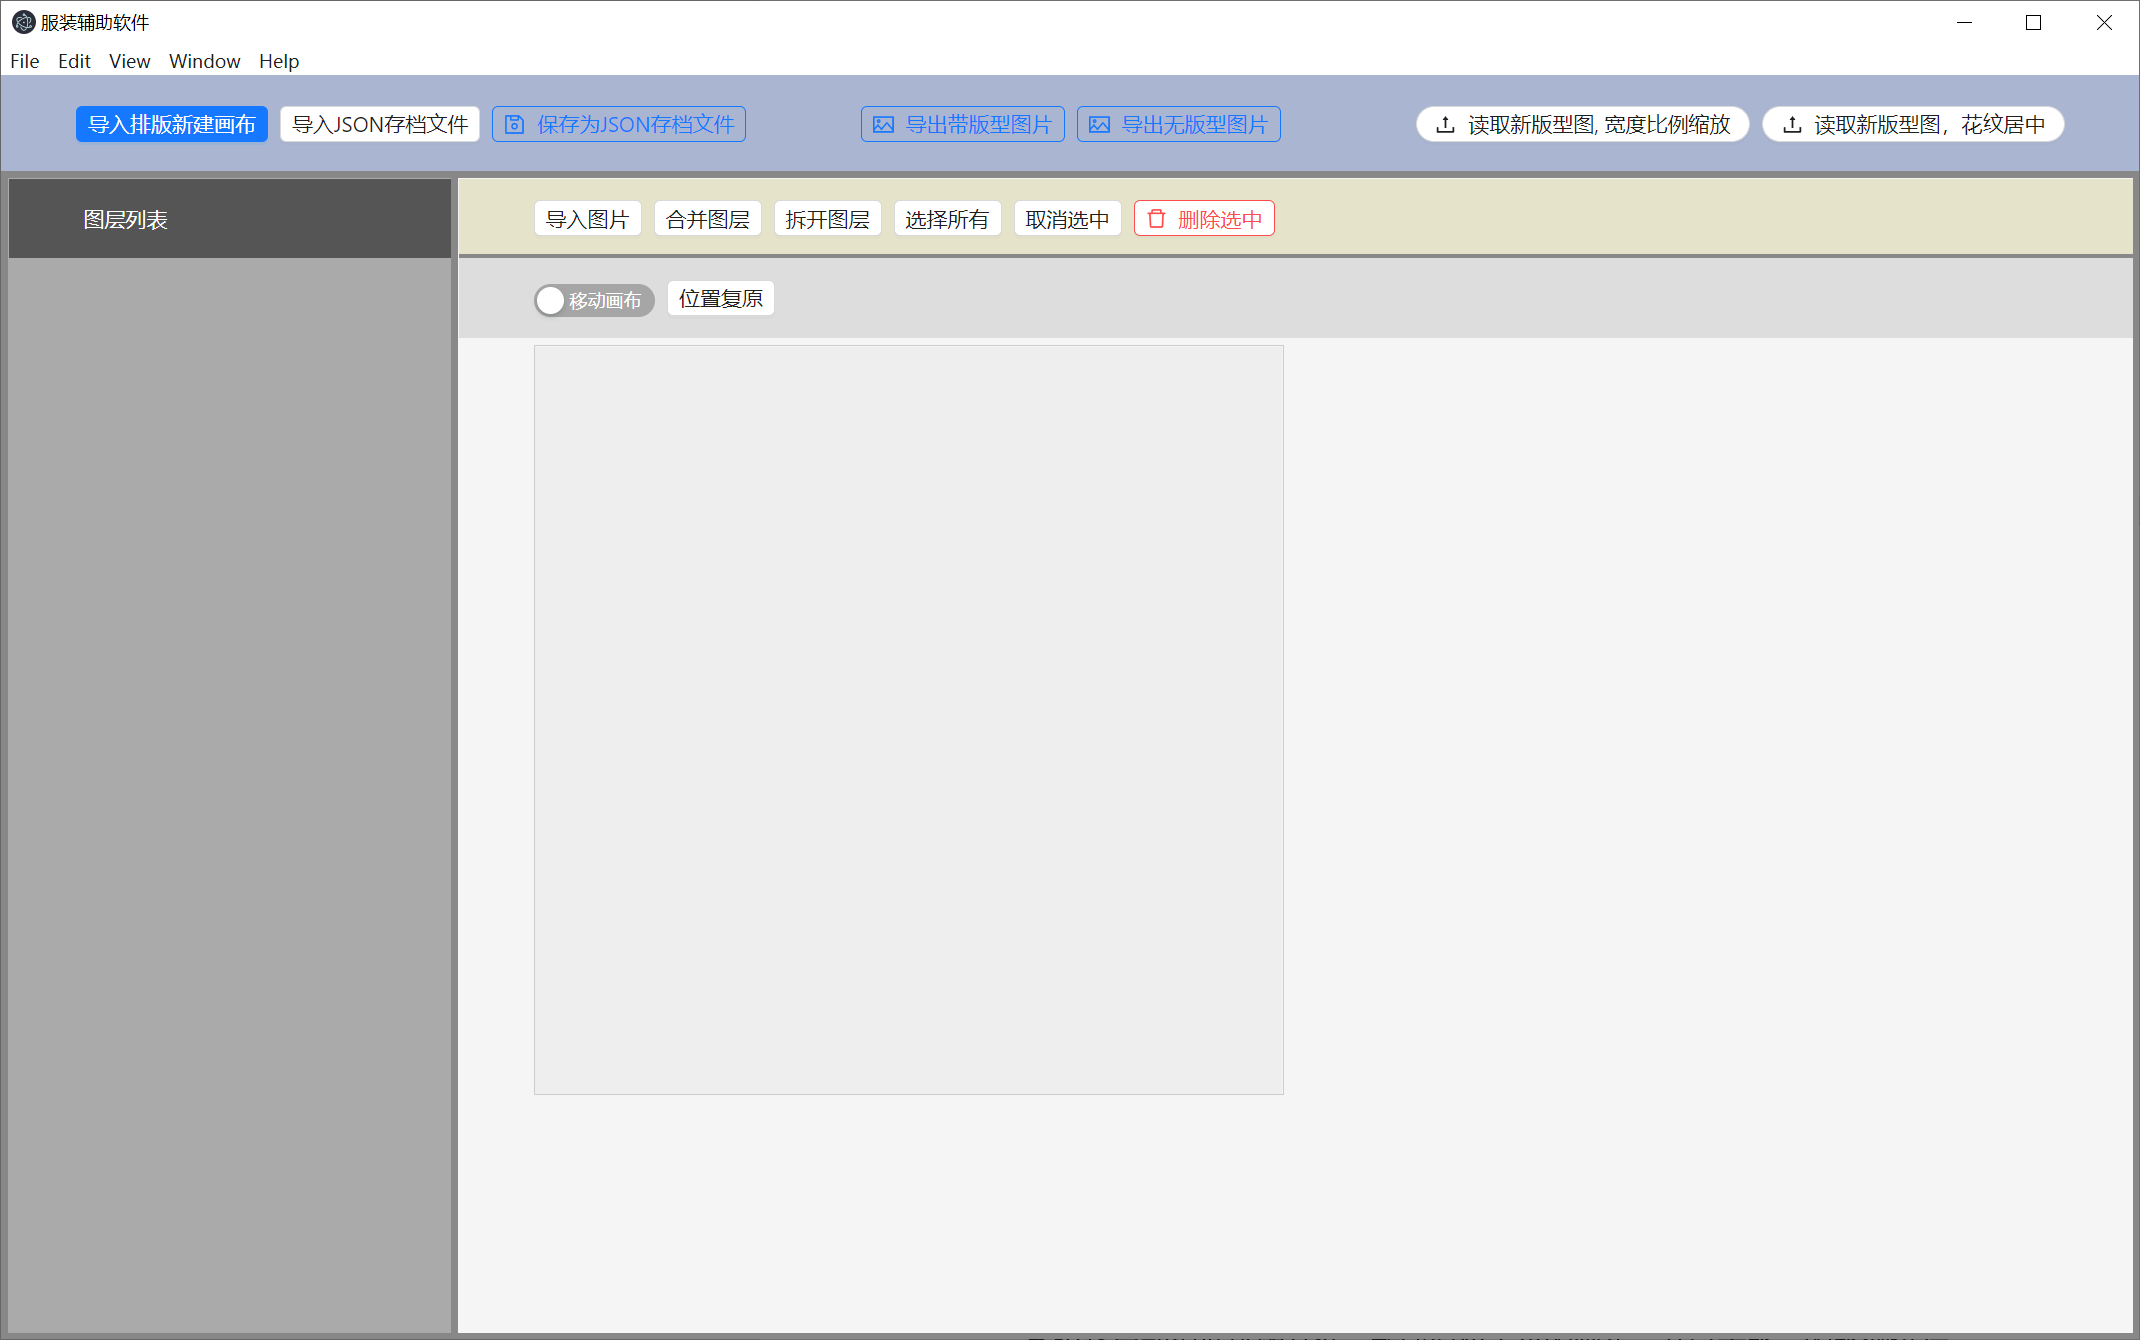 服装辅助软件
File Edit View Window Help
导入排版新建画布 导入JSON存档文件 保存为JSON存档文件 导出带版型图片 导出无版型图片 读取新版型图, 宽度比例缩放 读取新版型图，花纹居中
图层列表
导入图片 合并图层 拆开图层 选择所有 取消选中 删除选中
移动画布 位置复原